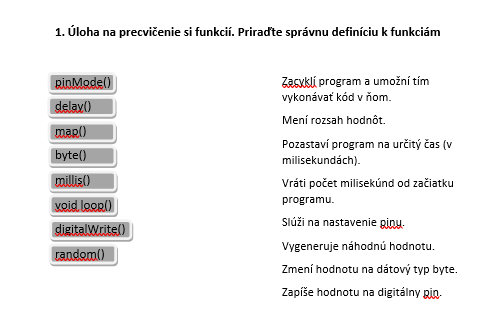 1. Úloha na precvičenie si funkcií. Priraďte správnu definíciu k funkciám
pinMode()
delay()
map()
byte()
millis()
void loop()
digitalWrite()
random()
Zacyklí program a umožní tím
vykonávať kód v ňom.
Mení rozsah hodnôt.
Pozastaví program na určitý čas (v
milisekundách).
Vráti počet milisekúnd od začiatku
programu.
Slúži na nastavenie pinu.
Vygeneruje náhodnú hodnotu.
Zmení hodnotu na dátový typ byte.
Zapíše hodnotu na digitálny pin.